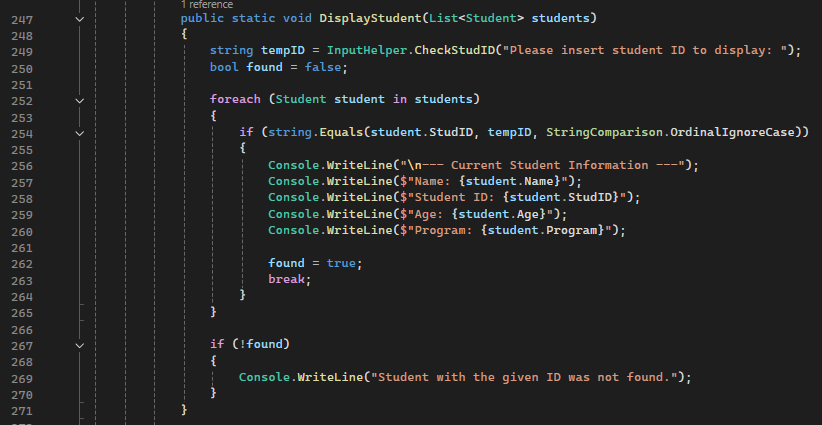 1 reference
247 public static void DisplayStudent(List<Student> students)
248 {
249 string tempID = InputHelper.CheckStudID("Please insert student ID to display: ");
250 bool found = false;
251
252 foreach (Student student in students)
253 {
254 if (string.Equals(student.StudID, tempID, StringComparison.OrdinalIgnoreCase))
255 {
256 Console.WriteLine("\n--- Current Student Information ---");
257 Console.WriteLine($"Name: {student.Name}");
258 Console.WriteLine($"Student ID: {student.StudID}");
259 Console.WriteLine($"Age: {student.Age}");
260 Console.WriteLine($"Program: {student.Program}");
261
262 found = true;
263 break;
264 }
265 }
266
267 if (!found)
268 {
269 Console.WriteLine("Student with the given ID was not found.");
270 }
271 }